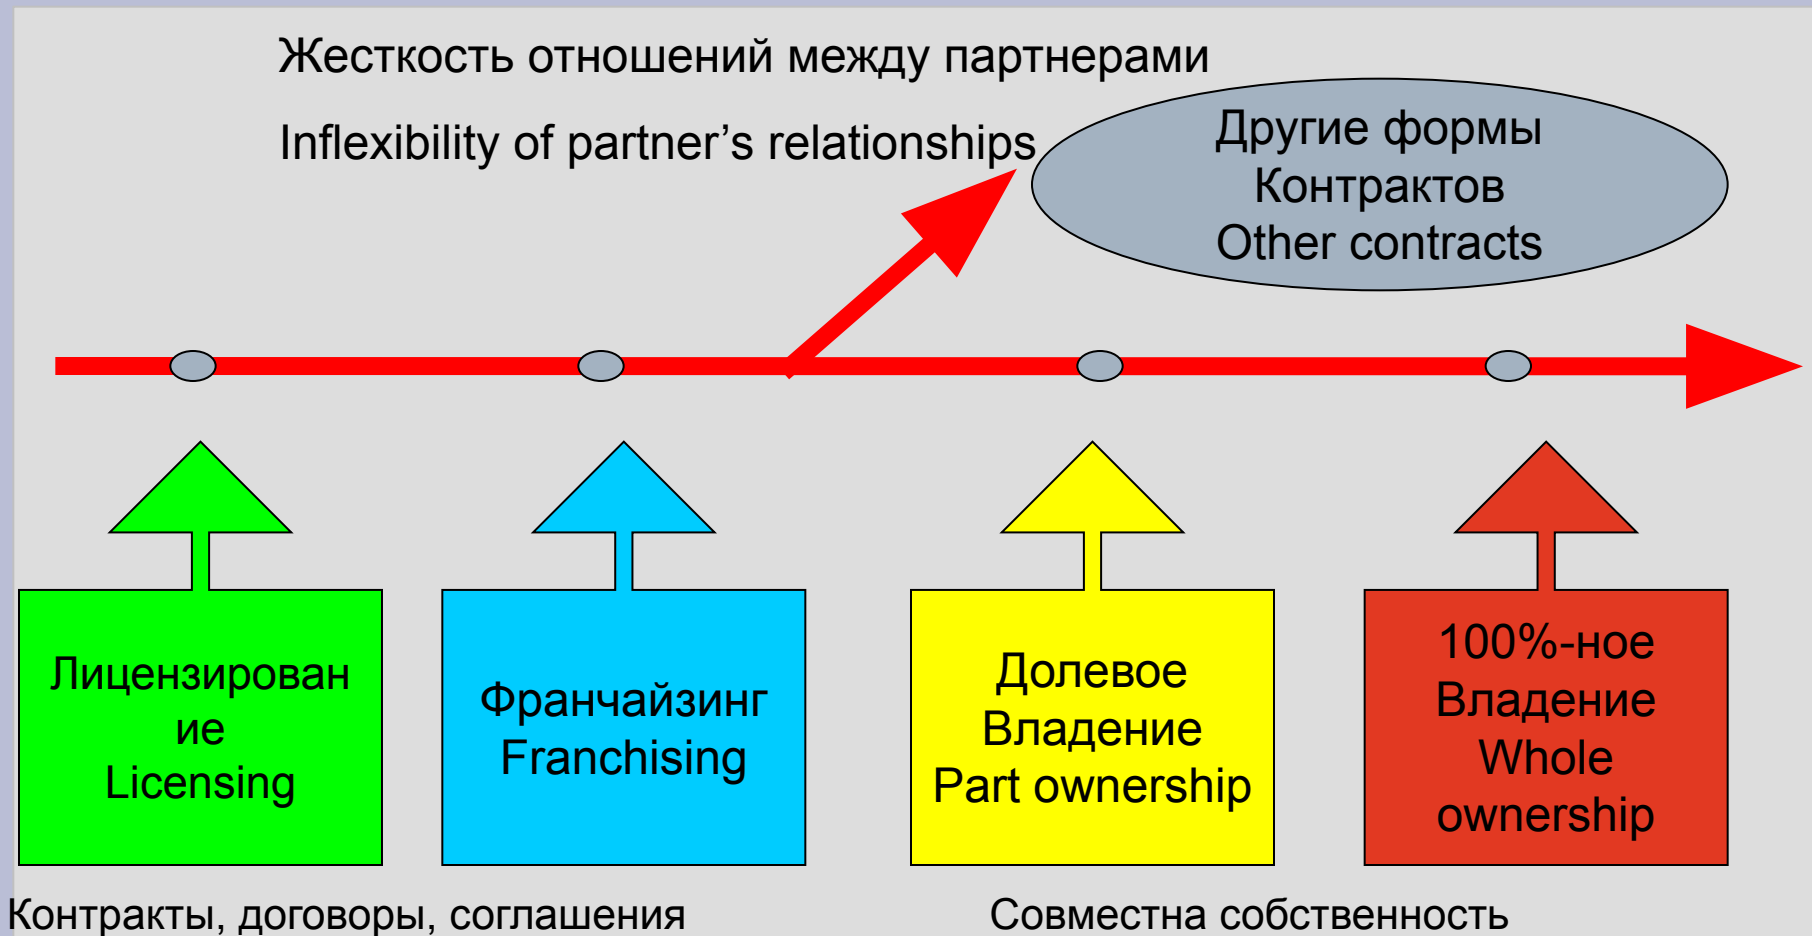 Жесткость отношений между партнерами
Inflexibility of partner’s relationships
Другие формы
Контрактов
Other contracts
Лицензирован
ие
Licensing
Франчайзинг
Franchising
Долевое
Владение
Part ownership
100%-ное
Владение
Whole
ownership
Контракты, договоры, соглашения
Совместна собственность